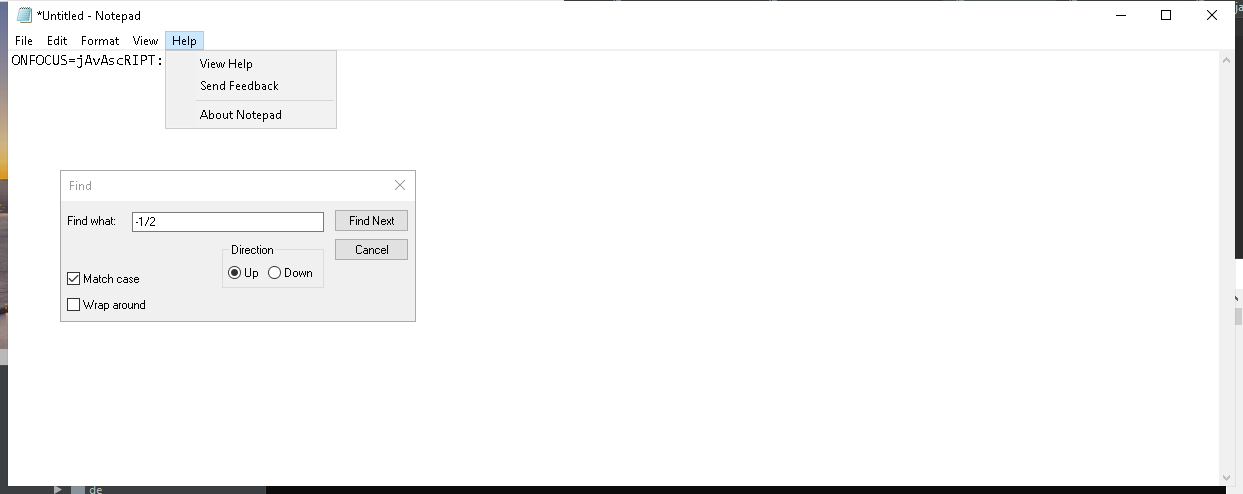 *Untitled - Notepad
File Edit Format View Help
ONFOCUS=jAvAscRIPT:
View Help
Send Feedback
About Notepad
Find
Find what: -1/2 Find Next
Direction Cancel
Up Down
Match case
Wrap around
ja
de